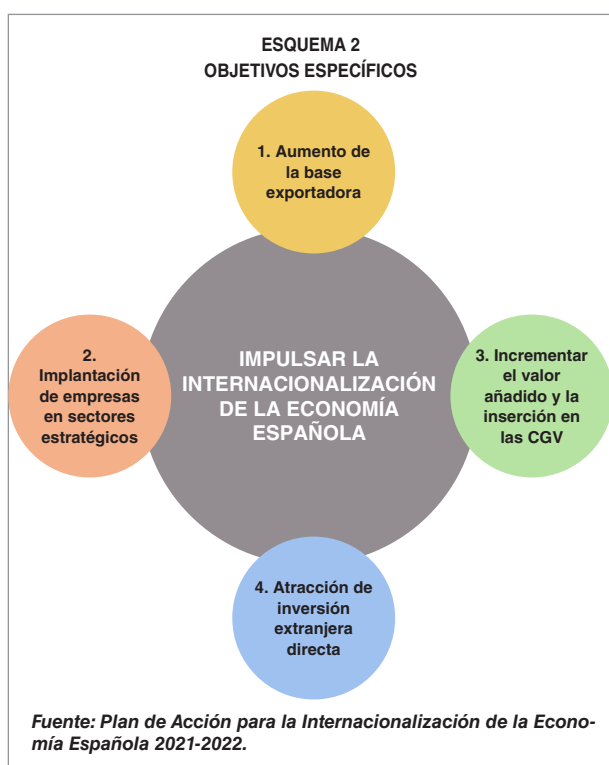 ESQUEMA 2
OBJETIVOS ESPECÍFICOS
1. Aumento de
la base
exportadora
2.
Implantación
de empresas
en sectores
estratégicos
IMPULSAR LA
INTERNACIONALIZACIÓN
DE LA ECONOMÍA
ESPAÑOLA
3. Incrementar
el valor
añadido y la
inserción en
las CGV
4. Atracción de
inversión
extranjera
directa
Fuente: Plan de Acción para la Internacionalización de la Econo-
mía Española 2021-2022.